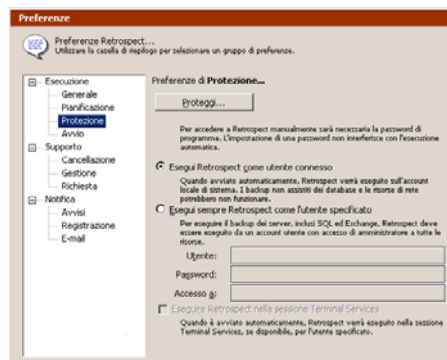 Preferenze
Preferenze Retrospect...
Utilizzare la casella di riepilogo per selezionare un gruppo di preferenze.
Esecuzione
Generale
Pianificazione
Protezione
Avvio
Supporto
Cancellazione
Gestione
Richiesta
Notifica
Avvisi
Registrazione
E-mail
Preferenze di Protezione...
Proteggi...
Per accedere a Retrospect manualmente sarà necessaria la password di
programma. L'impostazione di una password non interferisce con l'esecuzione
automatica.
Esegui Retrospect come utente connesso
Quando avviato automaticamente, Retrospect verrà eseguito sull'account
locale di sistema. I backup non assistiti dei database e le risorse di rete
potrebbero non funzionare.
Esegui sempre Retrospect come l'utente specificato
Per eseguire il backup dei server, inclusi SQL ed Exchange, Retrospect deve
essere eseguito da un account utente con accesso di amministratore a tutte le
risorse.
Utente:
Password:
Accesso a:
Eseguire Retrospect nella sessione Terminal Services
Quando è avviato automaticamente, Retrospect verrà eseguito nella sessione
Terminal Services, se disponibile, per l'utente specificato.